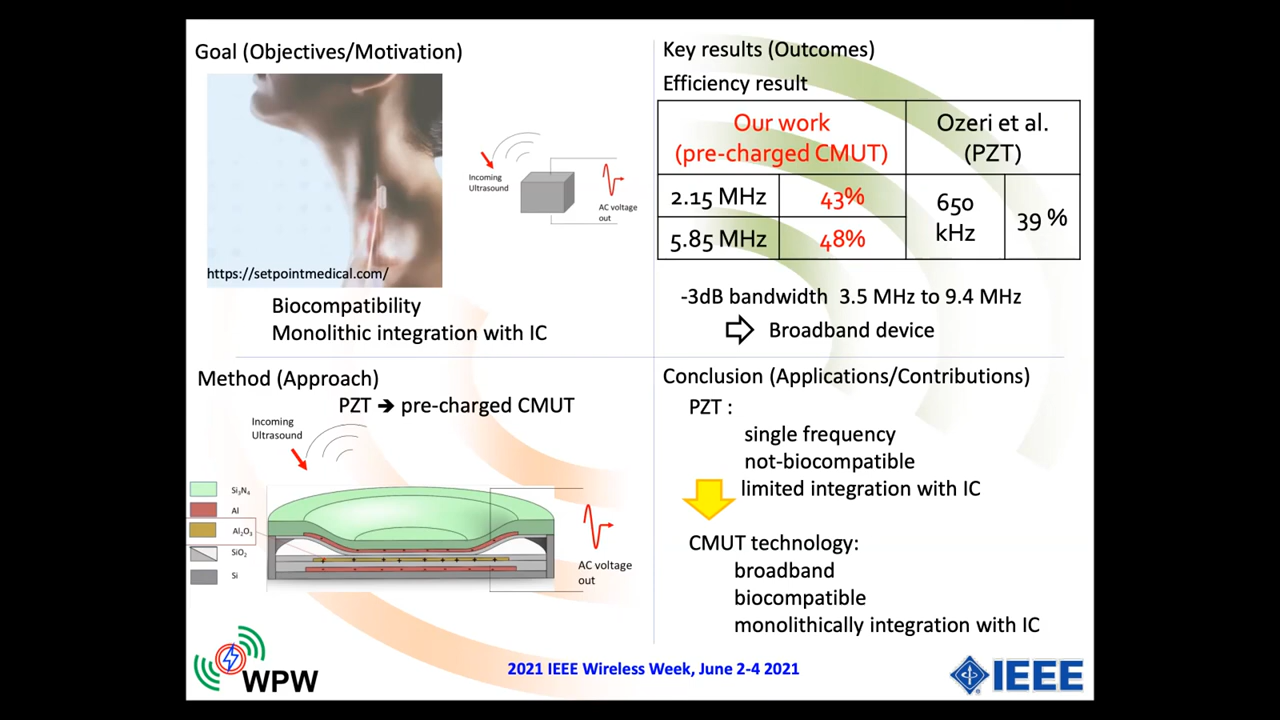 Goal (Objectives/Motivation)
https://setpointmedical.com/
Incoming
Ultrasound
AC voltage
out
Biocompatibility
Monolithic integration with IC
Key results (Outcomes)
Efficiency result
Our work
(pre-charged CMUT)
Ozeri et al.
(PZT)
2.15 MHz 43%
5.85 MHz 48%
650
kHz
39 %
-3dB bandwidth 3.5 MHz to 9.4 MHz
Broadband device
Method (Approach)
PZT ➔ pre-charged CMUT
Incoming
Ultrasound
Si₃N₄
Al
Al₂O₃
SiO₂
Si
AC voltage
out
Conclusion (Applications/Contributions)
PZT :
single frequency
not-biocompatible
limited integration with IC
CMUT technology:
broadband
biocompatible
monolithically integration with IC
WPW
2021 IEEE Wireless Week, June 2-4 2021
IEEE